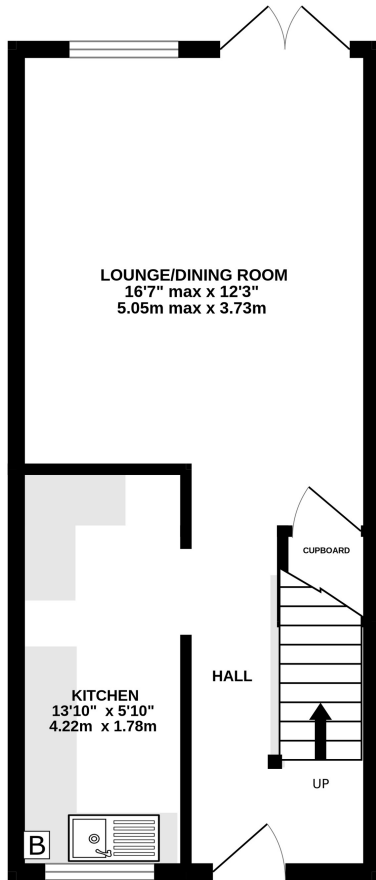 LOUNGE/DINING ROOM
16'7" max x 12'3"
5.05m max x 3.73m
CUPBOARD
HALL
KITCHEN
13'10" x 5'10"
4.22m x 1.78m
UP
B